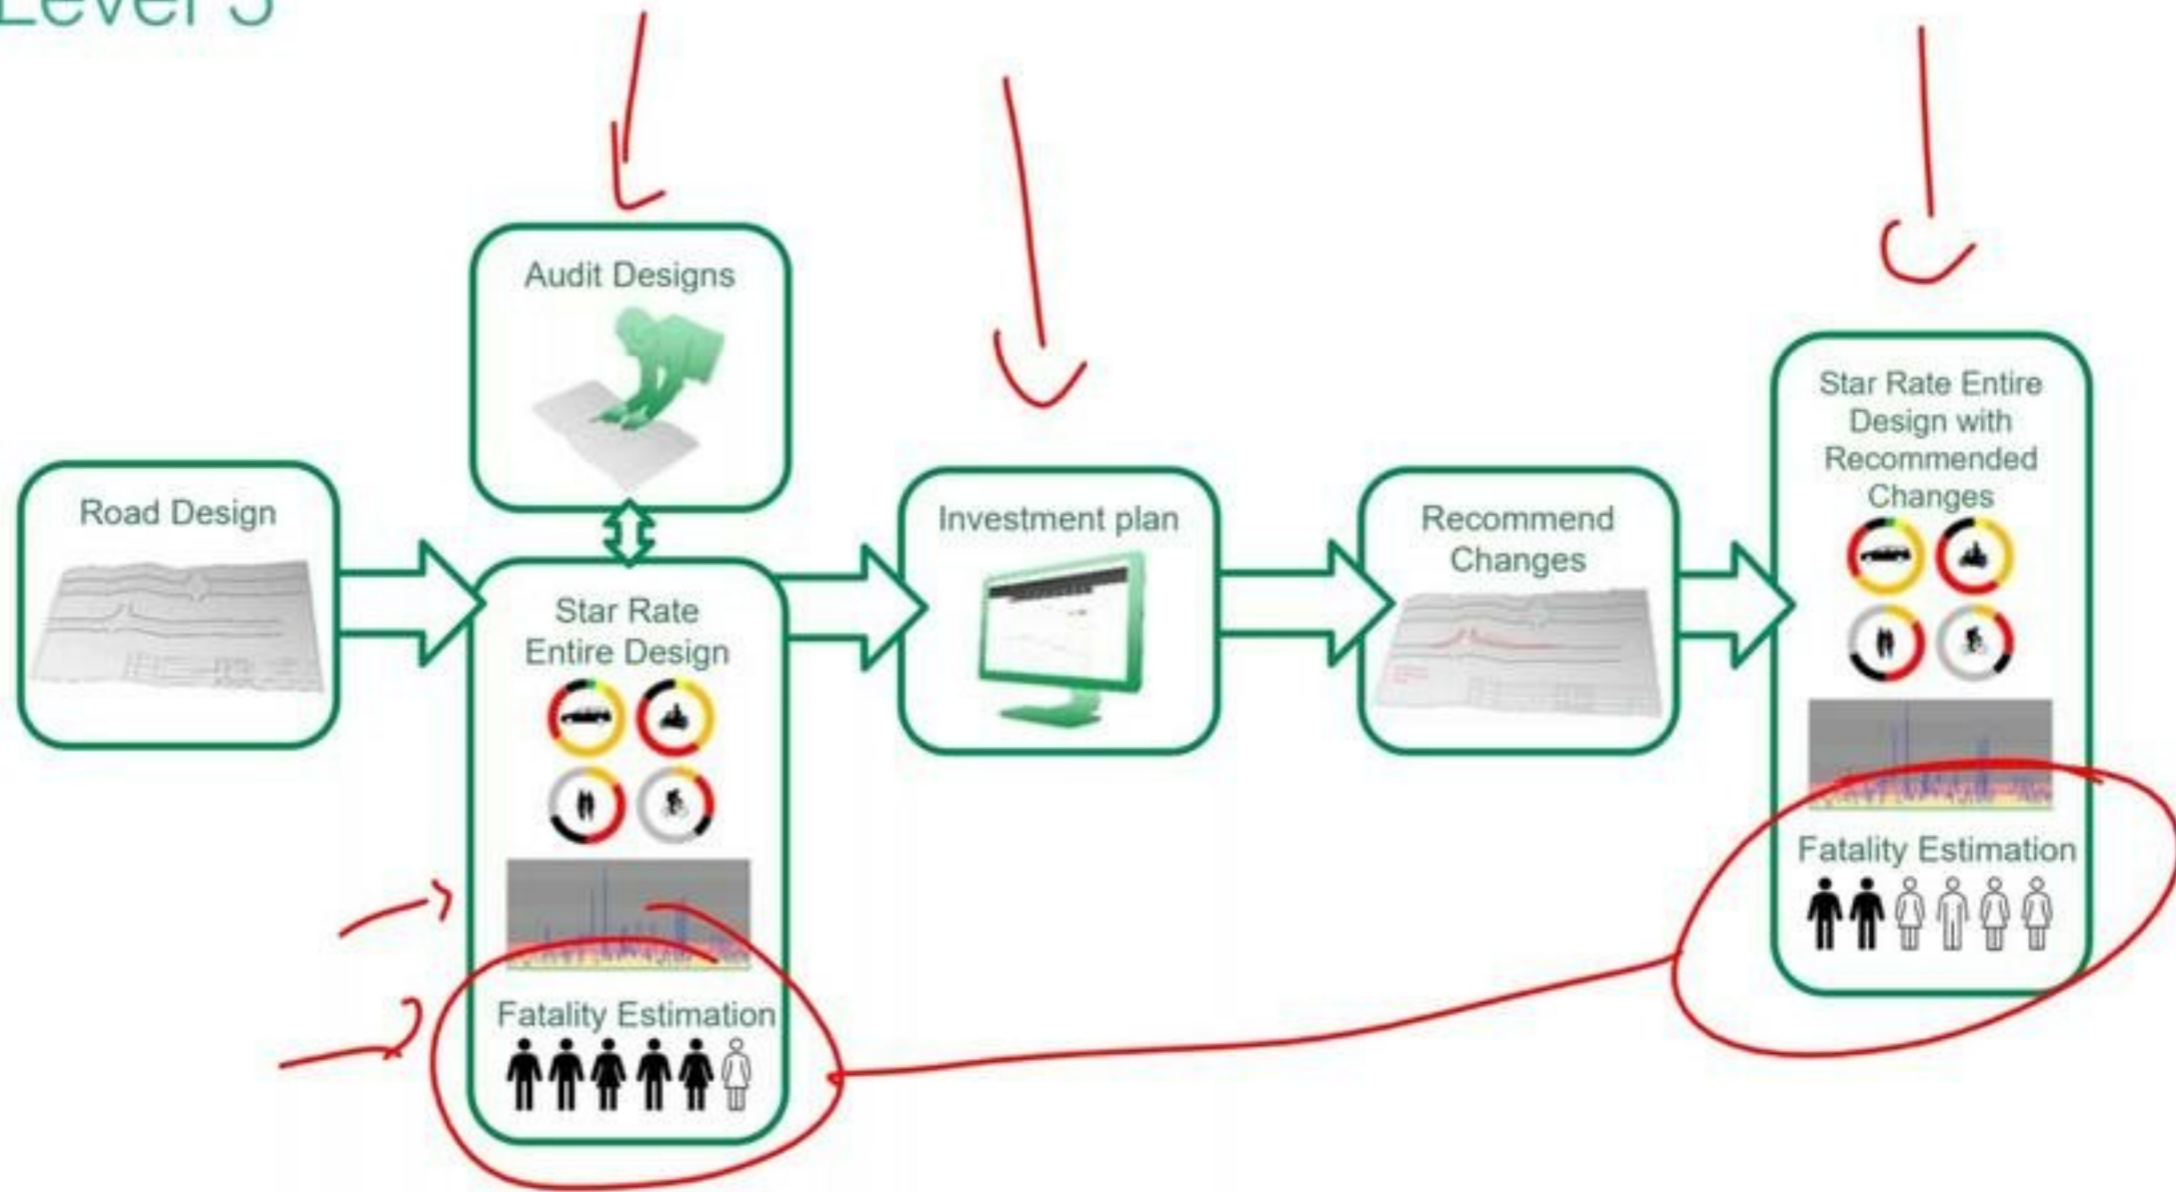 Level 3
Audit Designs
Road Design
Star Rate
Entire Design
Fatality Estimation
Investment plan
Recommend
Changes
Star Rate Entire
Design with
Recommended
Changes
Fatality Estimation